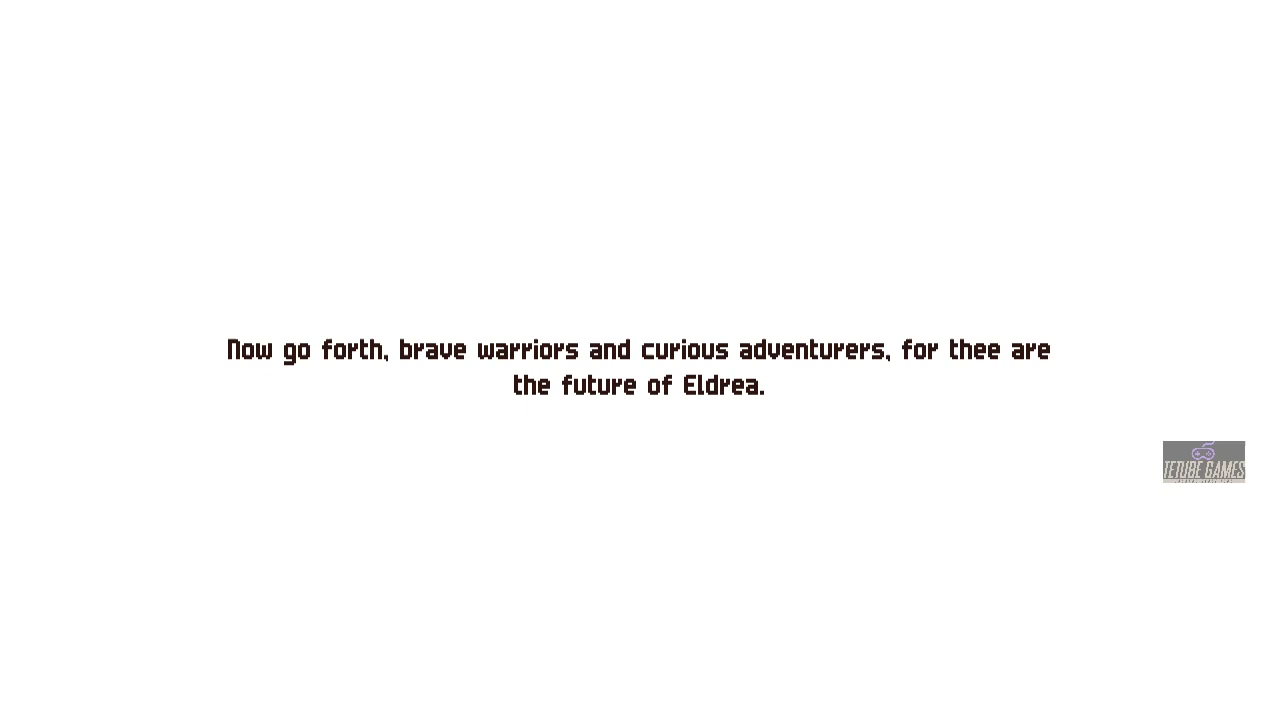 Now go forth, brave warriors and curious adventurers, for thee are
the future of Eldrea.
TETUBE GAMES